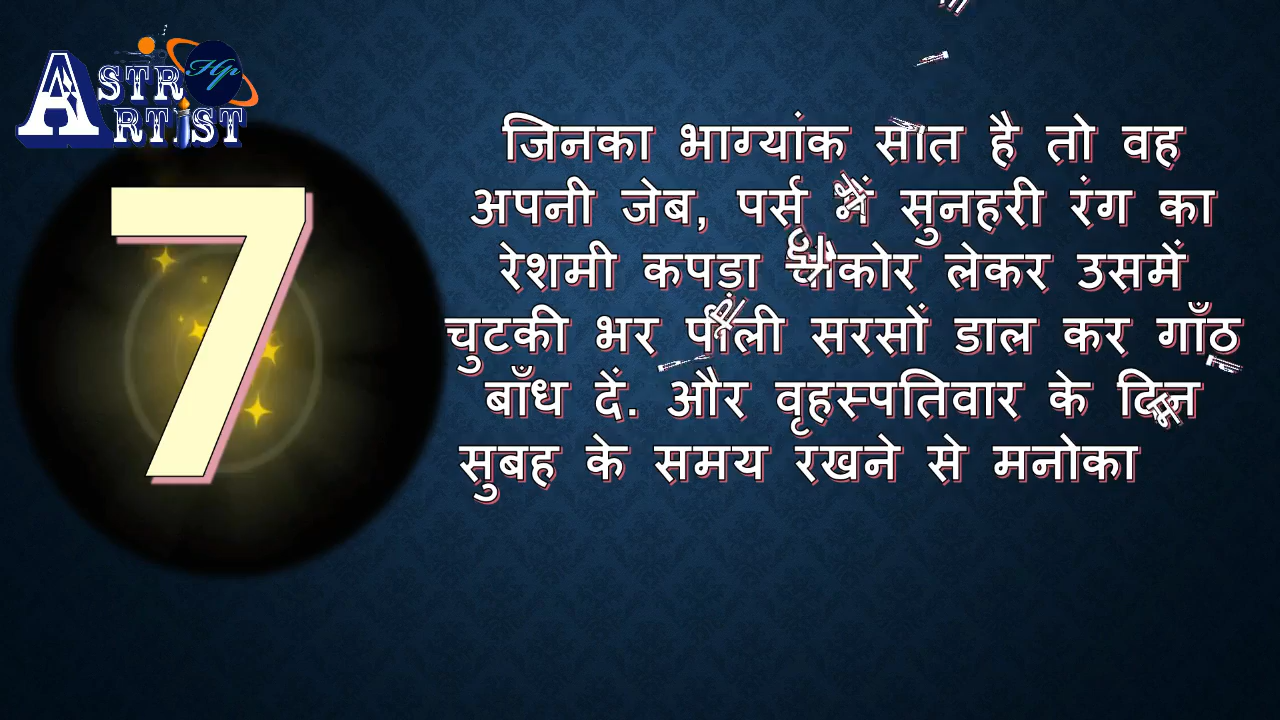 ASTR Hp
ARTIST
7
जिनका भाग्यांक सात है तो वह
अपनी जेब, पर्स में सुनहरी रंग का
रेशमी कपड़ा चौकोर लेकर उसमें
चुटकी भर पीली सरसों डाल कर गाँठ
बाँध दें. और वृहस्पतिवार के दिन
सुबह के समय रखने से मनोका